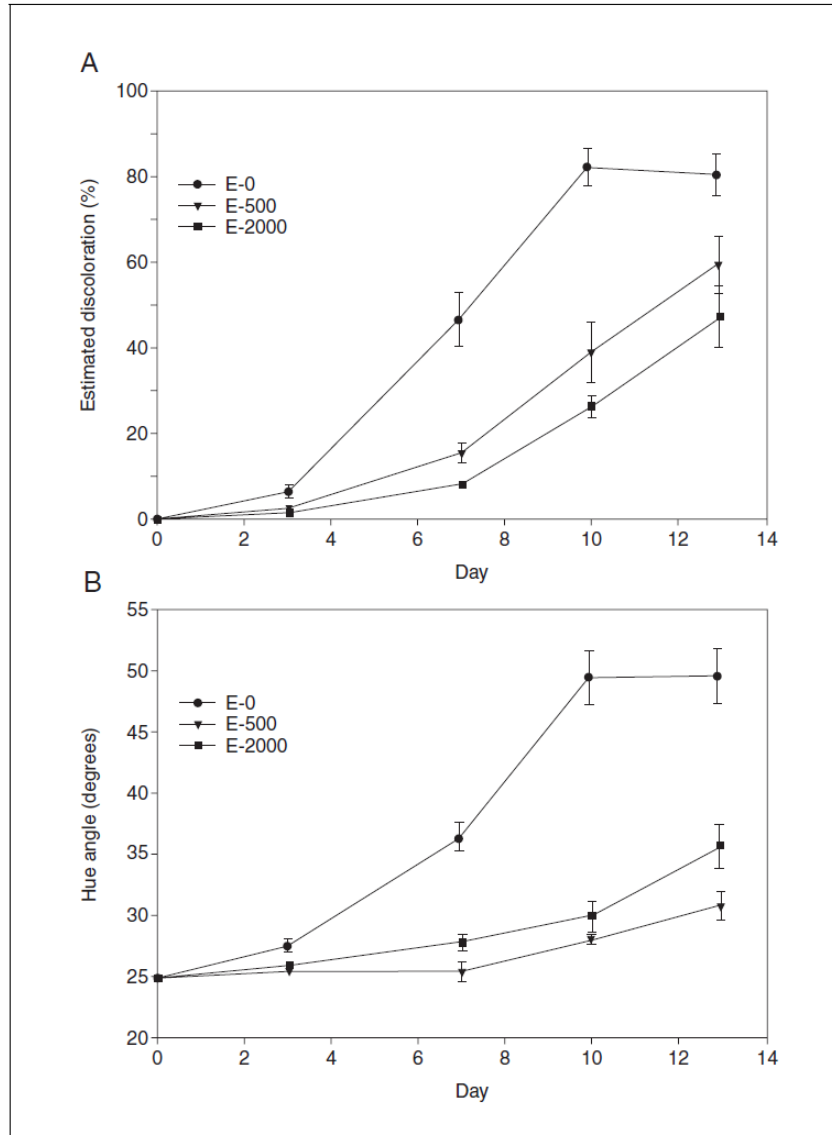 A
100
80
60
40
20
0
Estimated discoloration (%)
E-0
E-500
E-2000
0 2 4 6 8 10 12 14
Day
B
55
50
45
40
35
30
25
20
Hue angle (degrees)
E-0
E-500
E-2000
0 2 4 6 8 10 12 14
Day